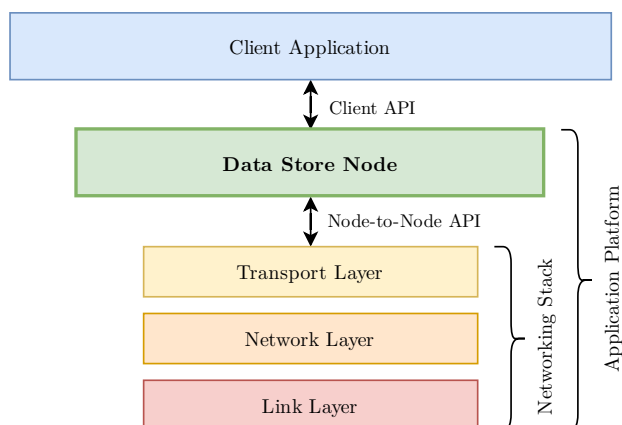 Client Application
Client API
Data Store Node
Node-to-Node API
Transport Layer
Network Layer
Link Layer
Networking Stack
Application Platform